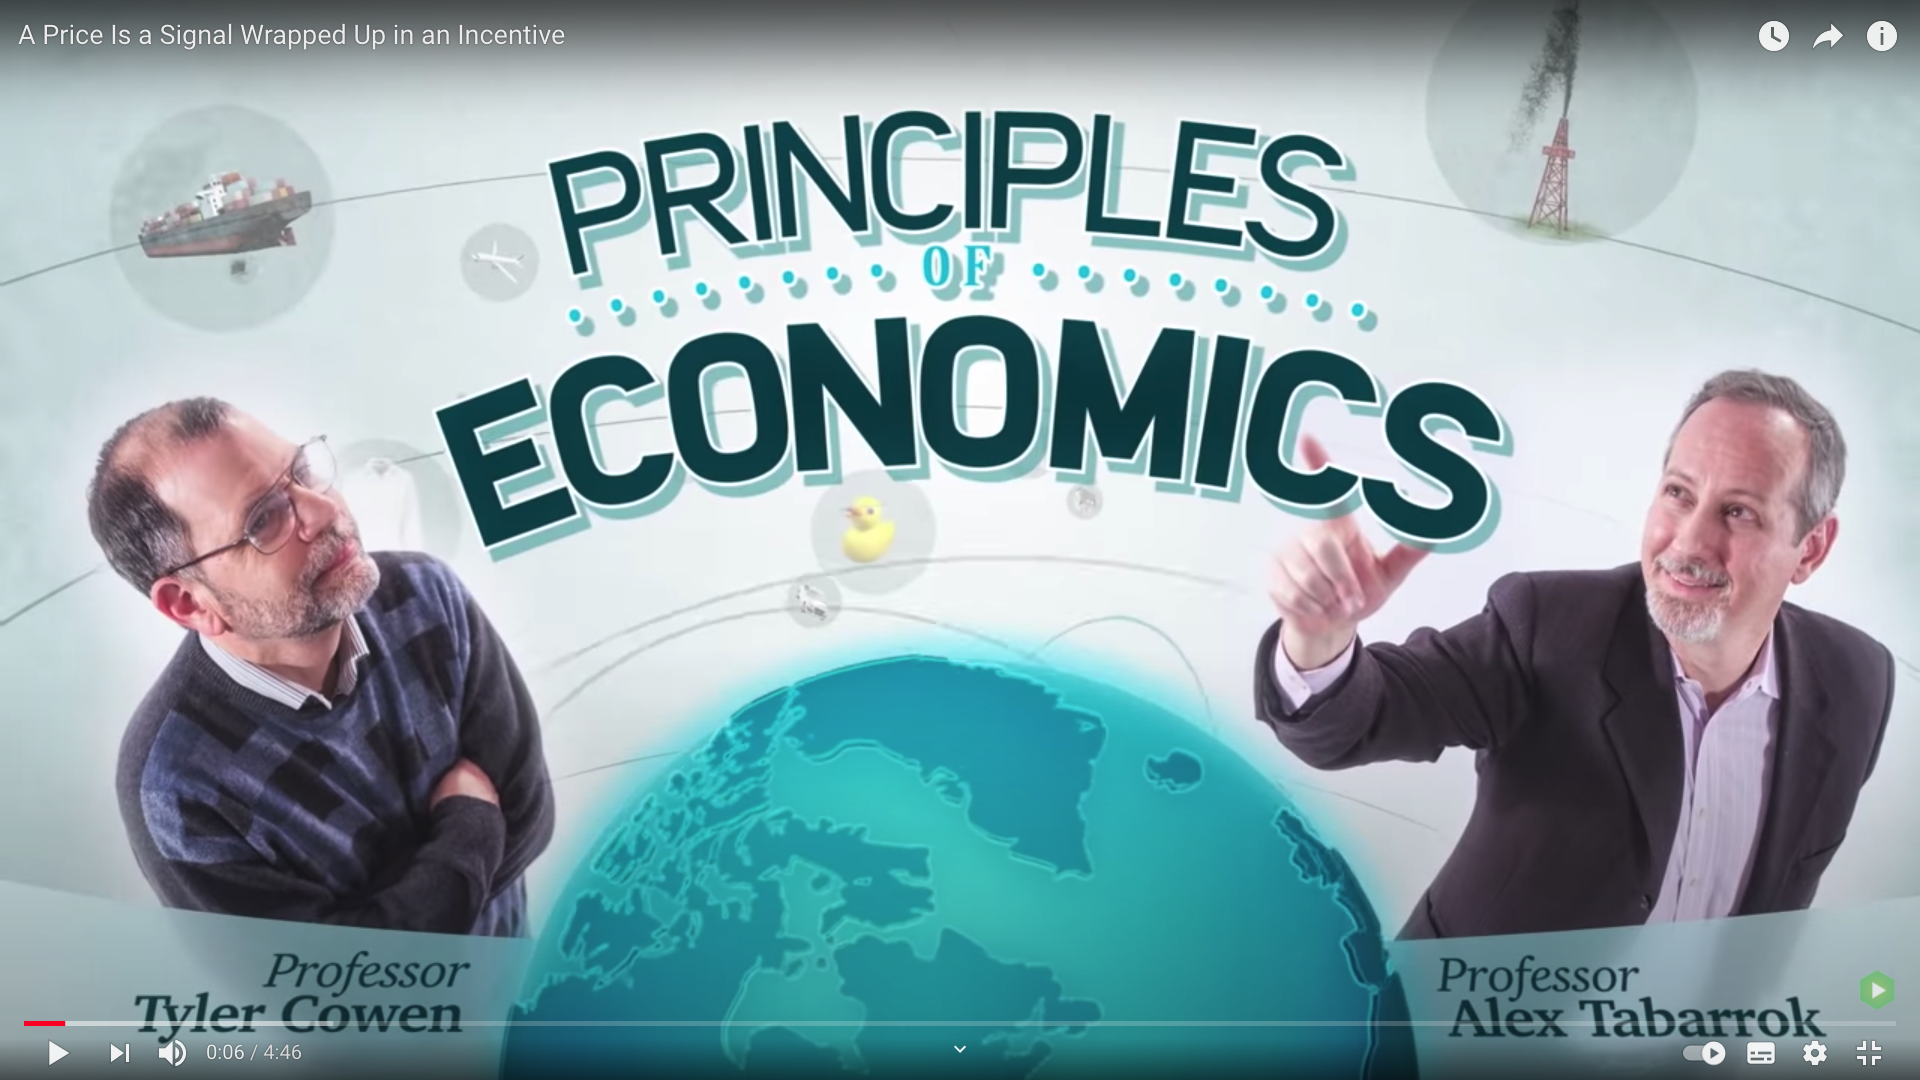 A Price Is a Signal Wrapped Up in an Incentive
PRINCIPLES
OF
ECONOMICS
Professor
Tyler Cowen
Professor
Alex Tabarrok
0:06 / 4:46